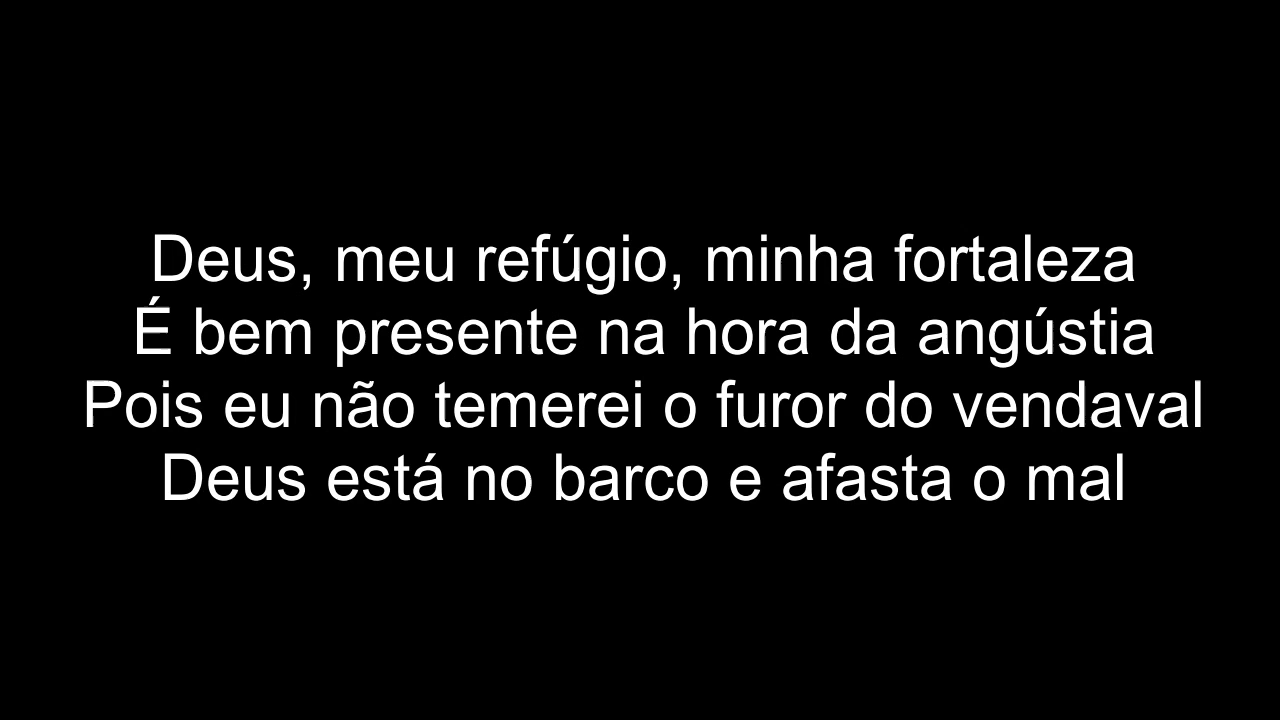 Deus, meu refúgio, minha fortaleza
É bem presente na hora da angústia
Pois eu não temerei o furor do vendaval
Deus está no barco e afasta o mal